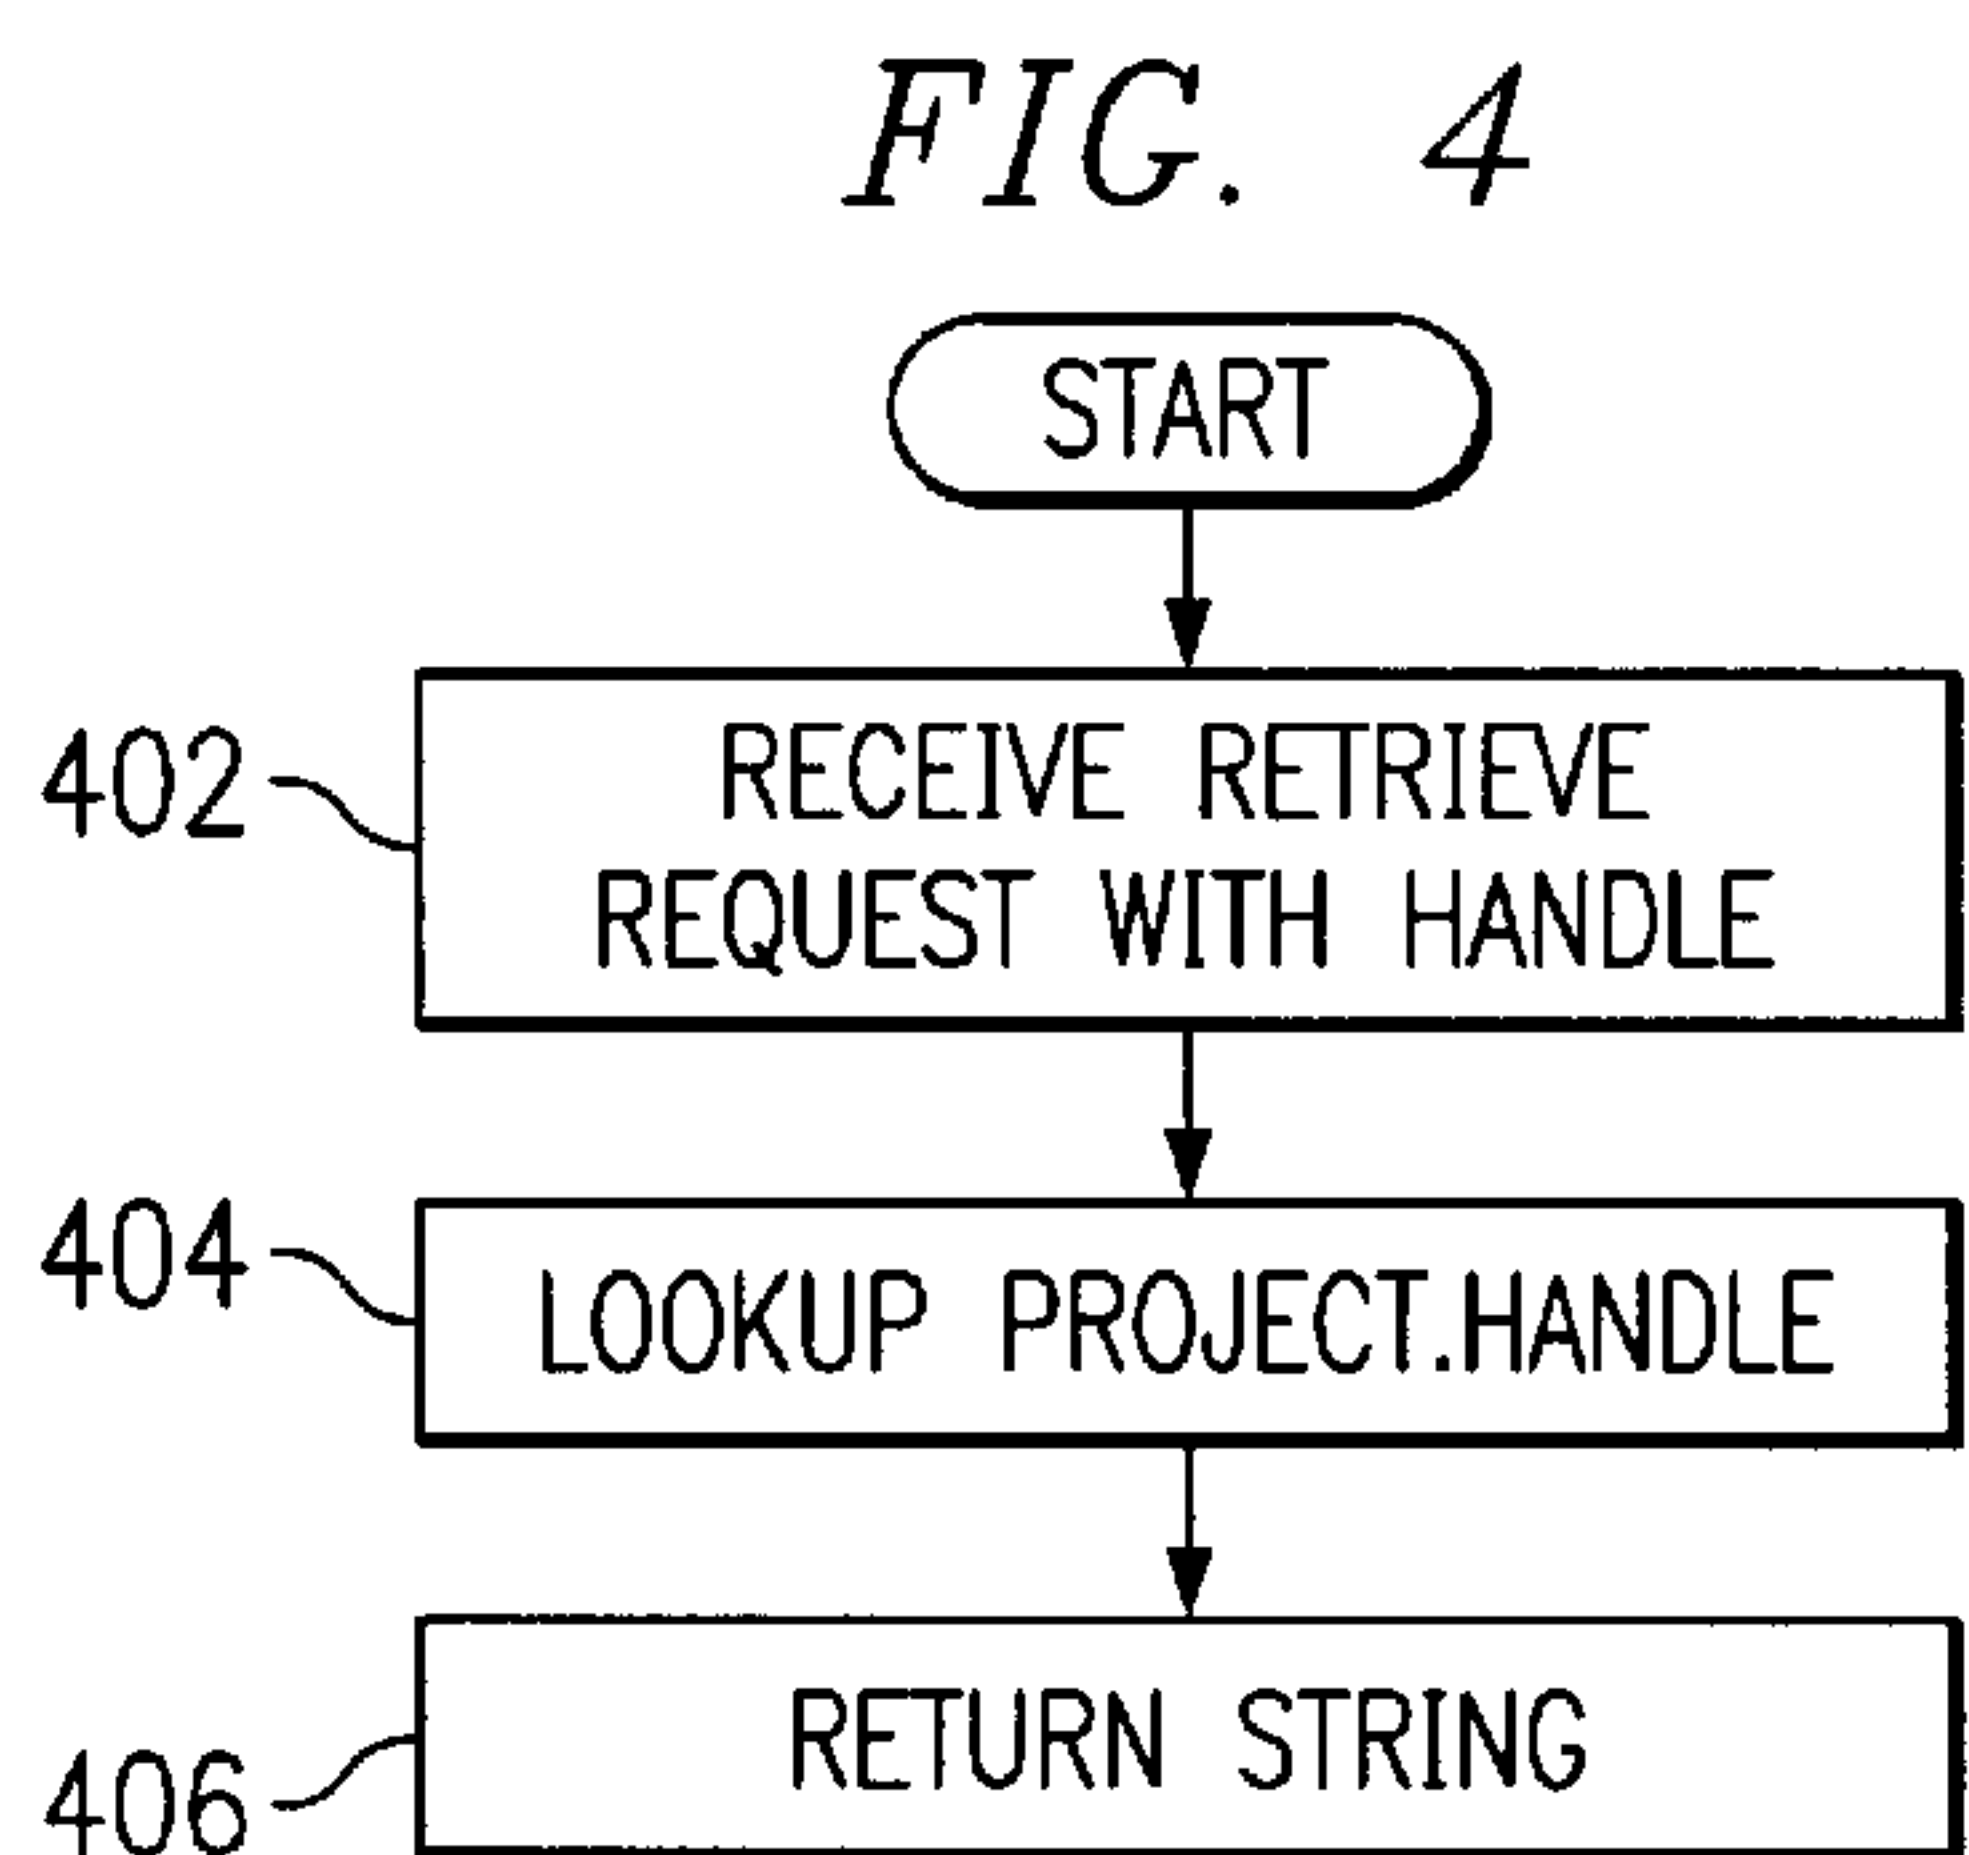 FIG. 4
START
402
RECEIVE RETRIEVE
REQUEST WITH HANDLE
404
LOOKUP PROJECT.HANDLE
RETURN STRING
406